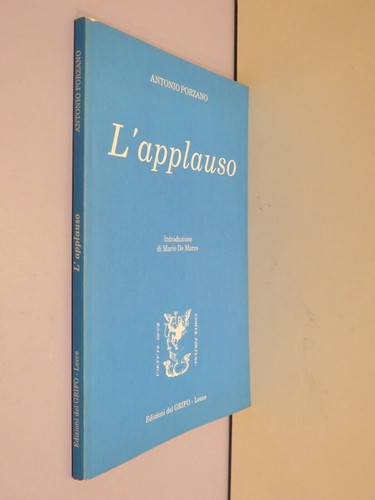 ANTONIO PORZANO
L' applauso
Edizioni del GRIFO - Lecce
ANTONIO PORZANO
L'applauso
Introduzione
di Mario De Marco
Edizioni del GRIFO - Lecce